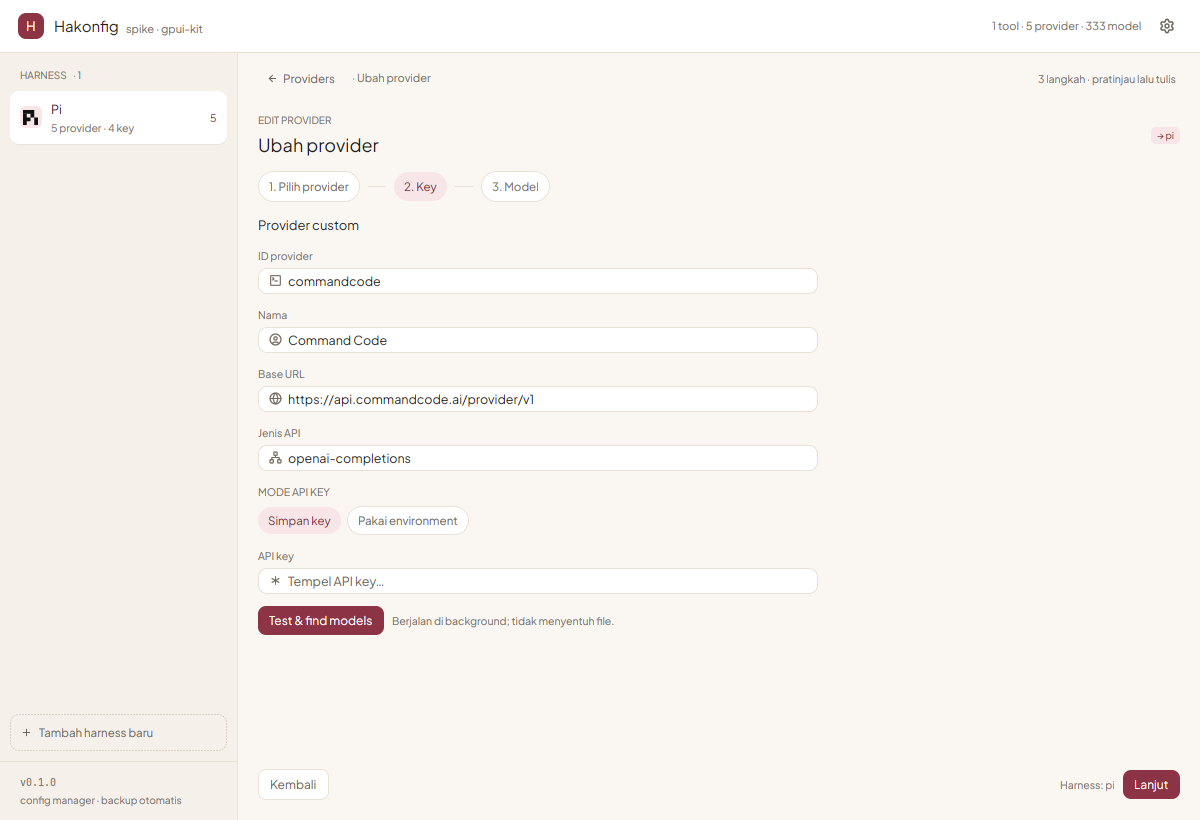 H Hakonfig spike · gpui-kit
1 tool · 5 provider · 333 model
HARNESS · 1
Pi
5 provider · 4 key
5
← Providers · Ubah provider
3 langkah · pratinjau lalu tulis
EDIT PROVIDER
Ubah provider
→ pi
1. Pilih provider
2. Key
3. Model
Provider custom
ID provider
commandcode
Nama
Command Code
Base URL
https://api.commandcode.ai/provider/v1
Jenis API
openai-completions
MODE API KEY
Simpan key
Pakai environment
API key
Tempel API key…
Test & find models
Berjalan di background; tidak menyentuh file.
+ Tambah harness baru
v0.1.0
config manager · backup otomatis
Kembali
Harness: pi
Lanjut